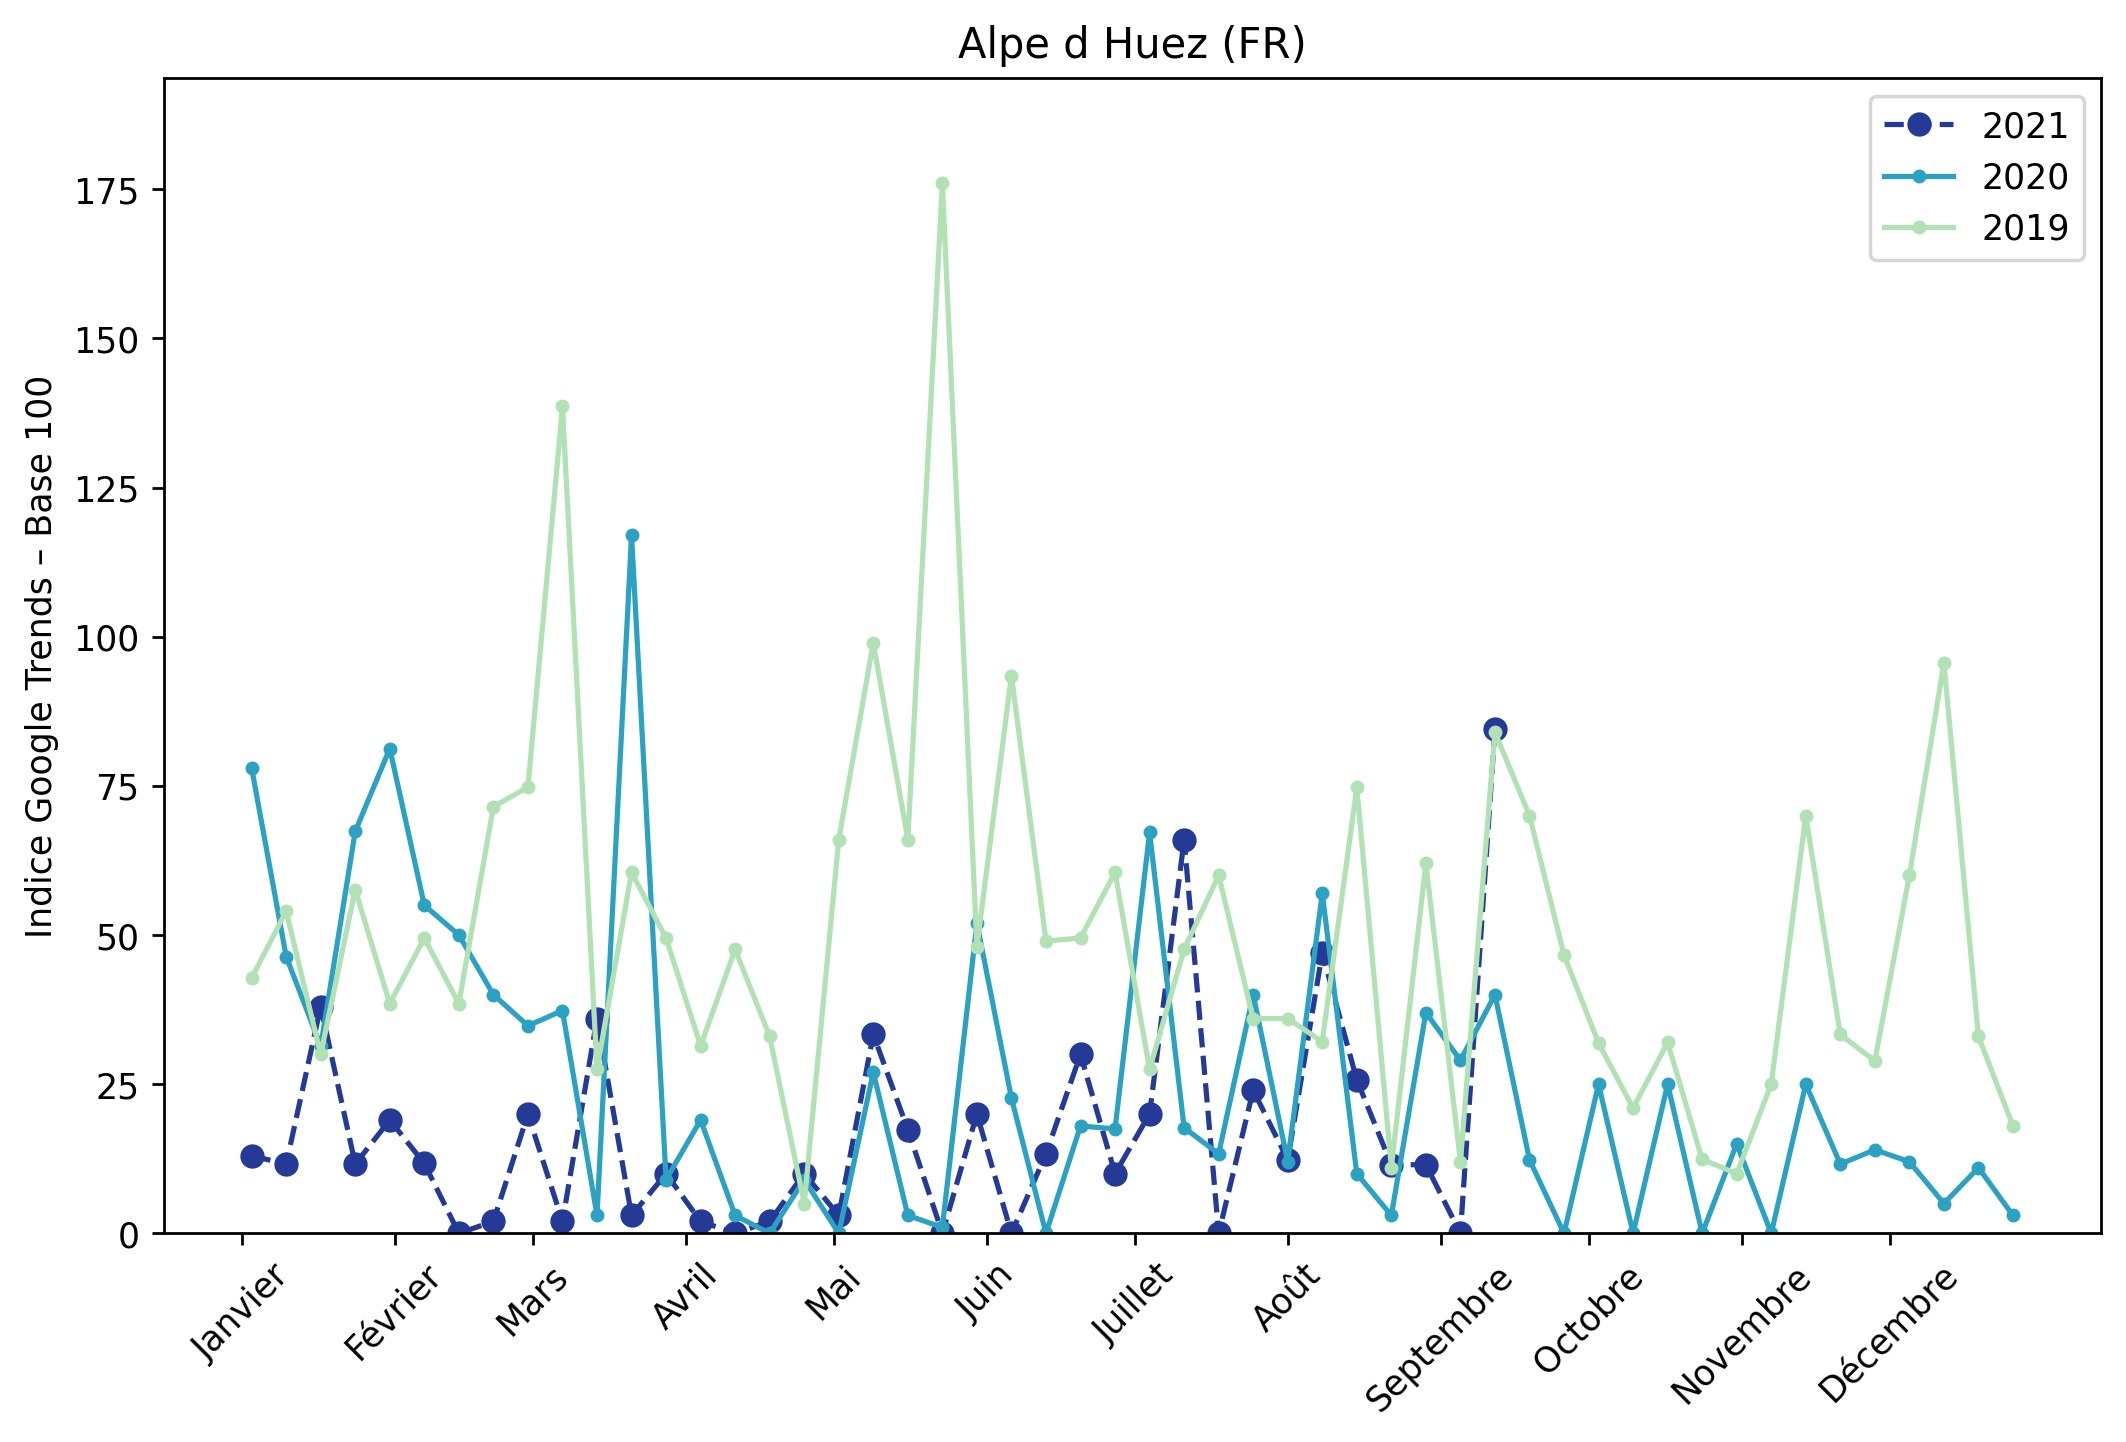 Alpe d Huez (FR)
2021
2020
2019
Indice Google Trends – Base 100
175
150
125
100
75
50
25
0
Janvier
Février
Mars
Avril
Mai
Juin
Juillet
Août
Septembre
Octobre
Novembre
Décembre